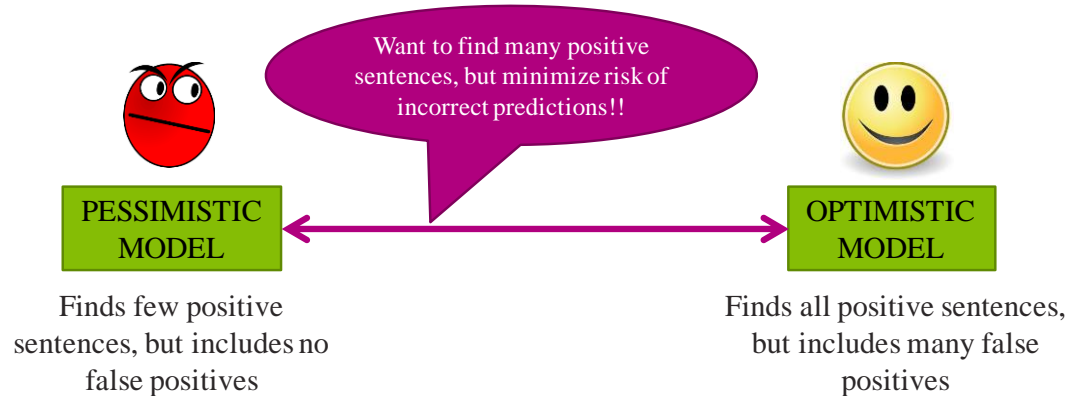 Want to find many positive
sentences, but minimize risk of
incorrect predictions!!
PESSIMISTIC
MODEL
OPTIMISTIC
MODEL
Finds few positive
sentences, but includes no
false positives
Finds all positive sentences,
but includes many false
positives